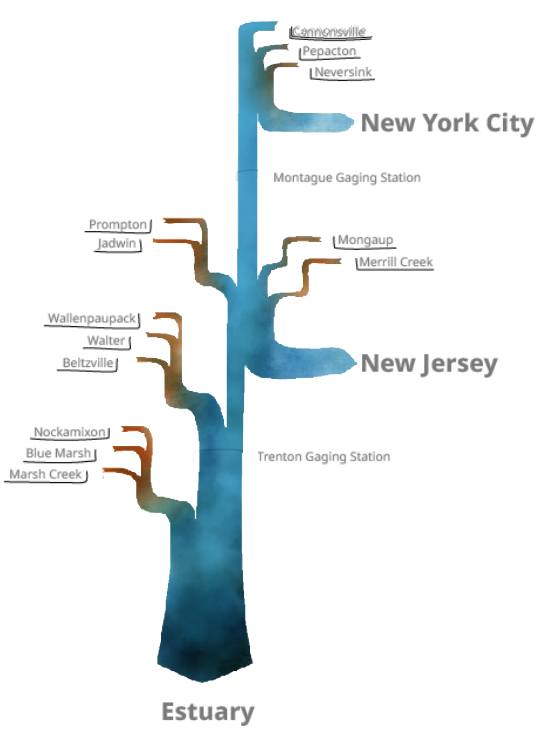 Cannonsville
Pepacton
Neversink
New York City
Montague Gaging Station
Prompton
Jadwin
Mongaup
Merrill Creek
Wallenpaupack
Walter
Beltzville
New Jersey
Nockamixon
Blue Marsh
Marsh Creek
Trenton Gaging Station
Estuary